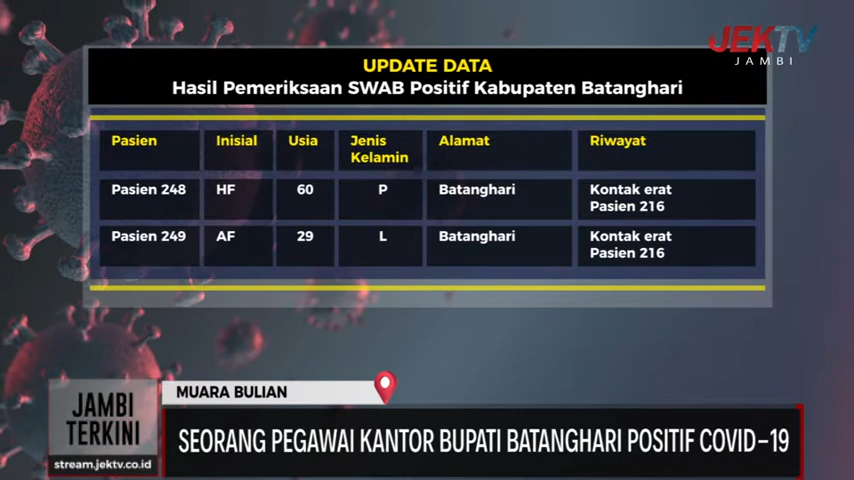 JEKTV
JAMBI
UPDATE DATA
Hasil Pemeriksaan SWAB Positif Kabupaten Batanghari
Pasien Inisial Usia Jenis Kelamin Alamat Riwayat
Pasien 248 HF 60 P Batanghari Kontak erat Pasien 216
Pasien 249 AF 29 L Batanghari Kontak erat Pasien 216
JAMBI
TERKINI
stream.jektv.co.id
MUARA BULIAN
SEORANG PEGAWAI KANTOR BUPATI BATANGHARI POSITIF COVID-19